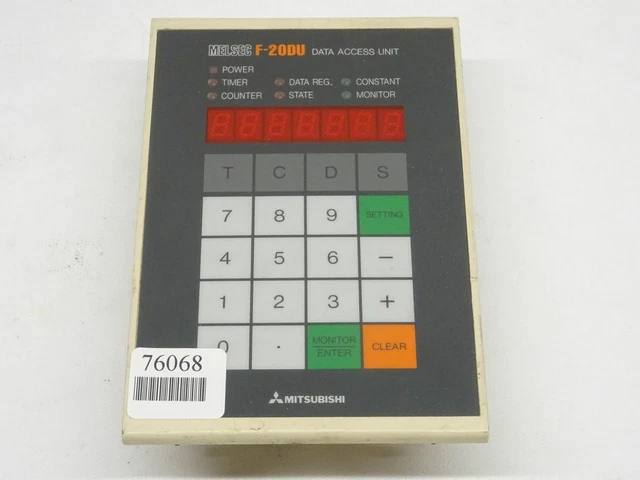 MELSEC F-20DU DATA ACCESS UNIT
POWER
TIMER DATA REG. CONSTANT
COUNTER STATE MONITOR
T C D S
7 8 9 SETTING
4 5 6 −
1 2 3 +
0 . MONITOR CLEAR
ENTER
76068
MITSUBISHI